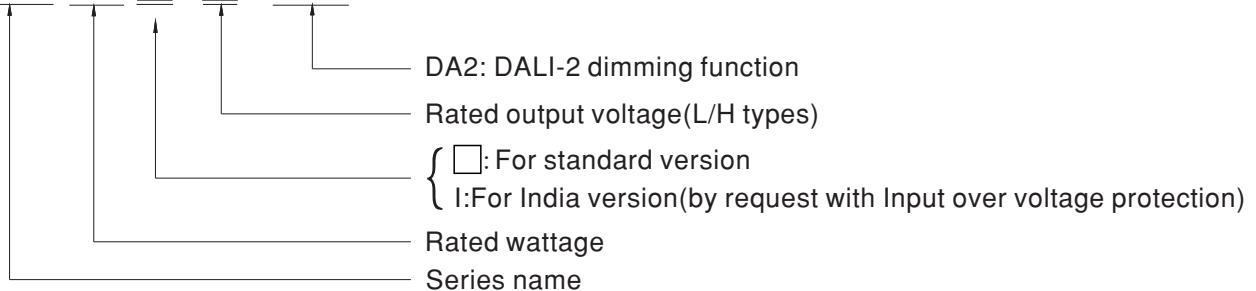 DA2: DALI-2 dimming function
Rated output voltage(L/H types)
□: For standard version
I:For India version(by request with Input over voltage protection)
Rated wattage
Series name